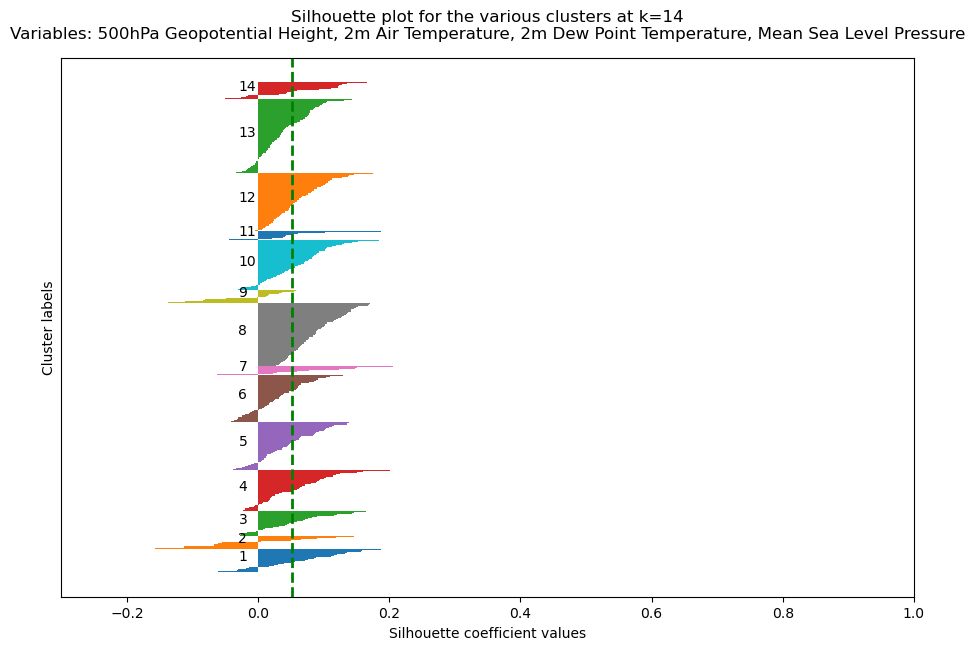 Silhouette plot for the various clusters at k=14
Variables: 500hPa Geopotential Height, 2m Air Temperature, 2m Dew Point Temperature, Mean Sea Level Pressure
Cluster labels
14
13
12
11
10
9
8
7
6
5
4
3
2
1
−0.2 0.0 0.2 0.4 0.6 0.8 1.0
Silhouette coefficient values